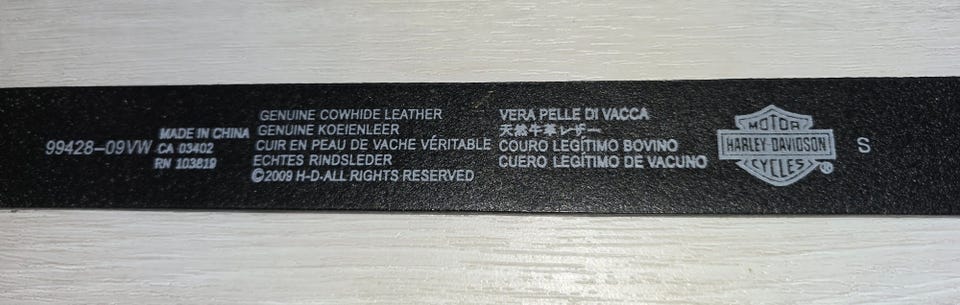 99428-09VW
MADE IN CHINA
CA 03402
RN 103819
GENUINE COWHIDE LEATHER
GENUINE KOEIENLEER
CUIR EN PEAU DE VACHE VÉRITABLE
ECHTES RINDSLEDER
©2009 H-D-ALL RIGHTS RESERVED
VERA PELLE DI VACCA
天然牛革レザー
COURO LEGÍTIMO BOVINO
CUERO LEGÍTIMO DE VACUNO
MOTOR
HARLEY-DAVIDSON
CYCLES®
S